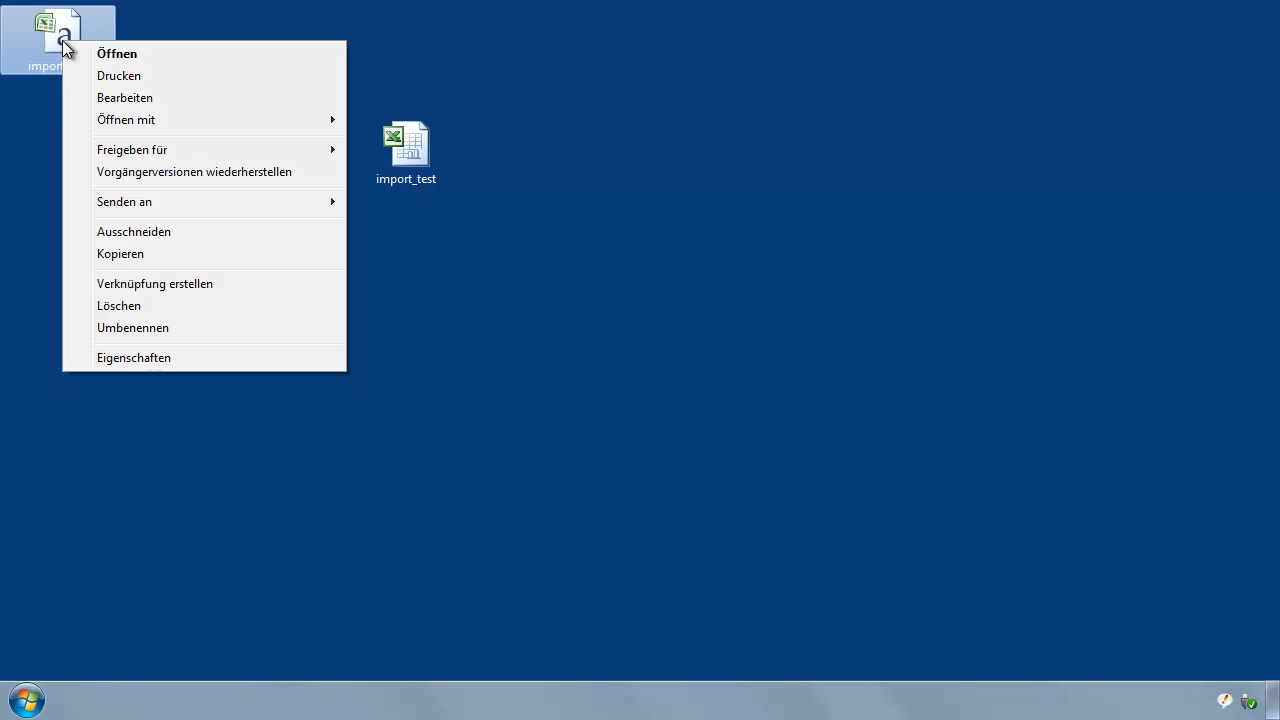 import
Öffnen
Drucken
Bearbeiten
Öffnen mit
Freigeben für
Vorgängerversionen wiederherstellen
Senden an
Ausschneiden
Kopieren
Verknüpfung erstellen
Löschen
Umbenennen
Eigenschaften
import_test